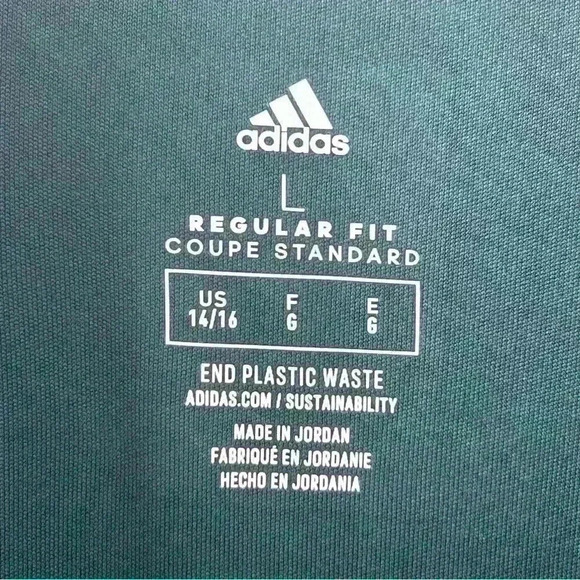 adidas
L
REGULAR FIT
COUPE STANDARD
US F E
14/16 G G
END PLASTIC WASTE
ADIDAS.COM / SUSTAINABILITY
MADE IN JORDAN
FABRIQUÉ EN JORDANIE
HECHO EN JORDANIA